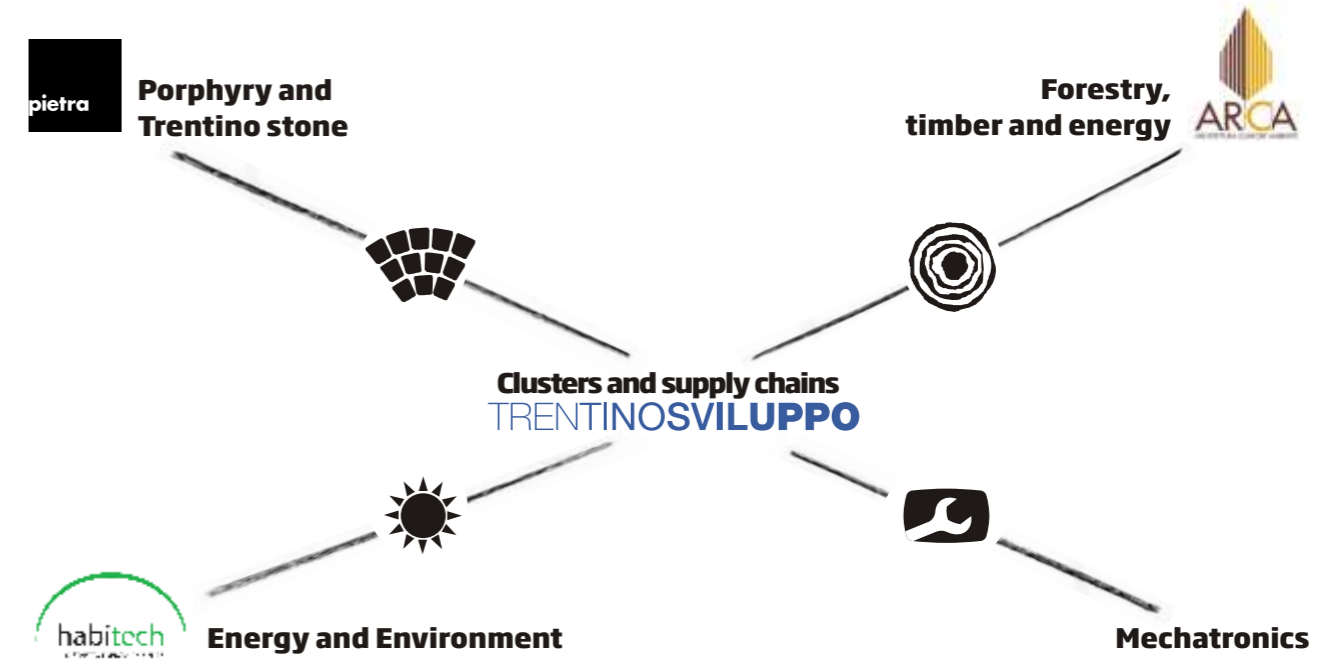 pietra
Porphyry and
Trentino stone
Forestry,
timber and energy
ARCA
Clusters and supply chains
TRENTINOSVILUPPO
habitech
Energy and Environment
Mechatronics